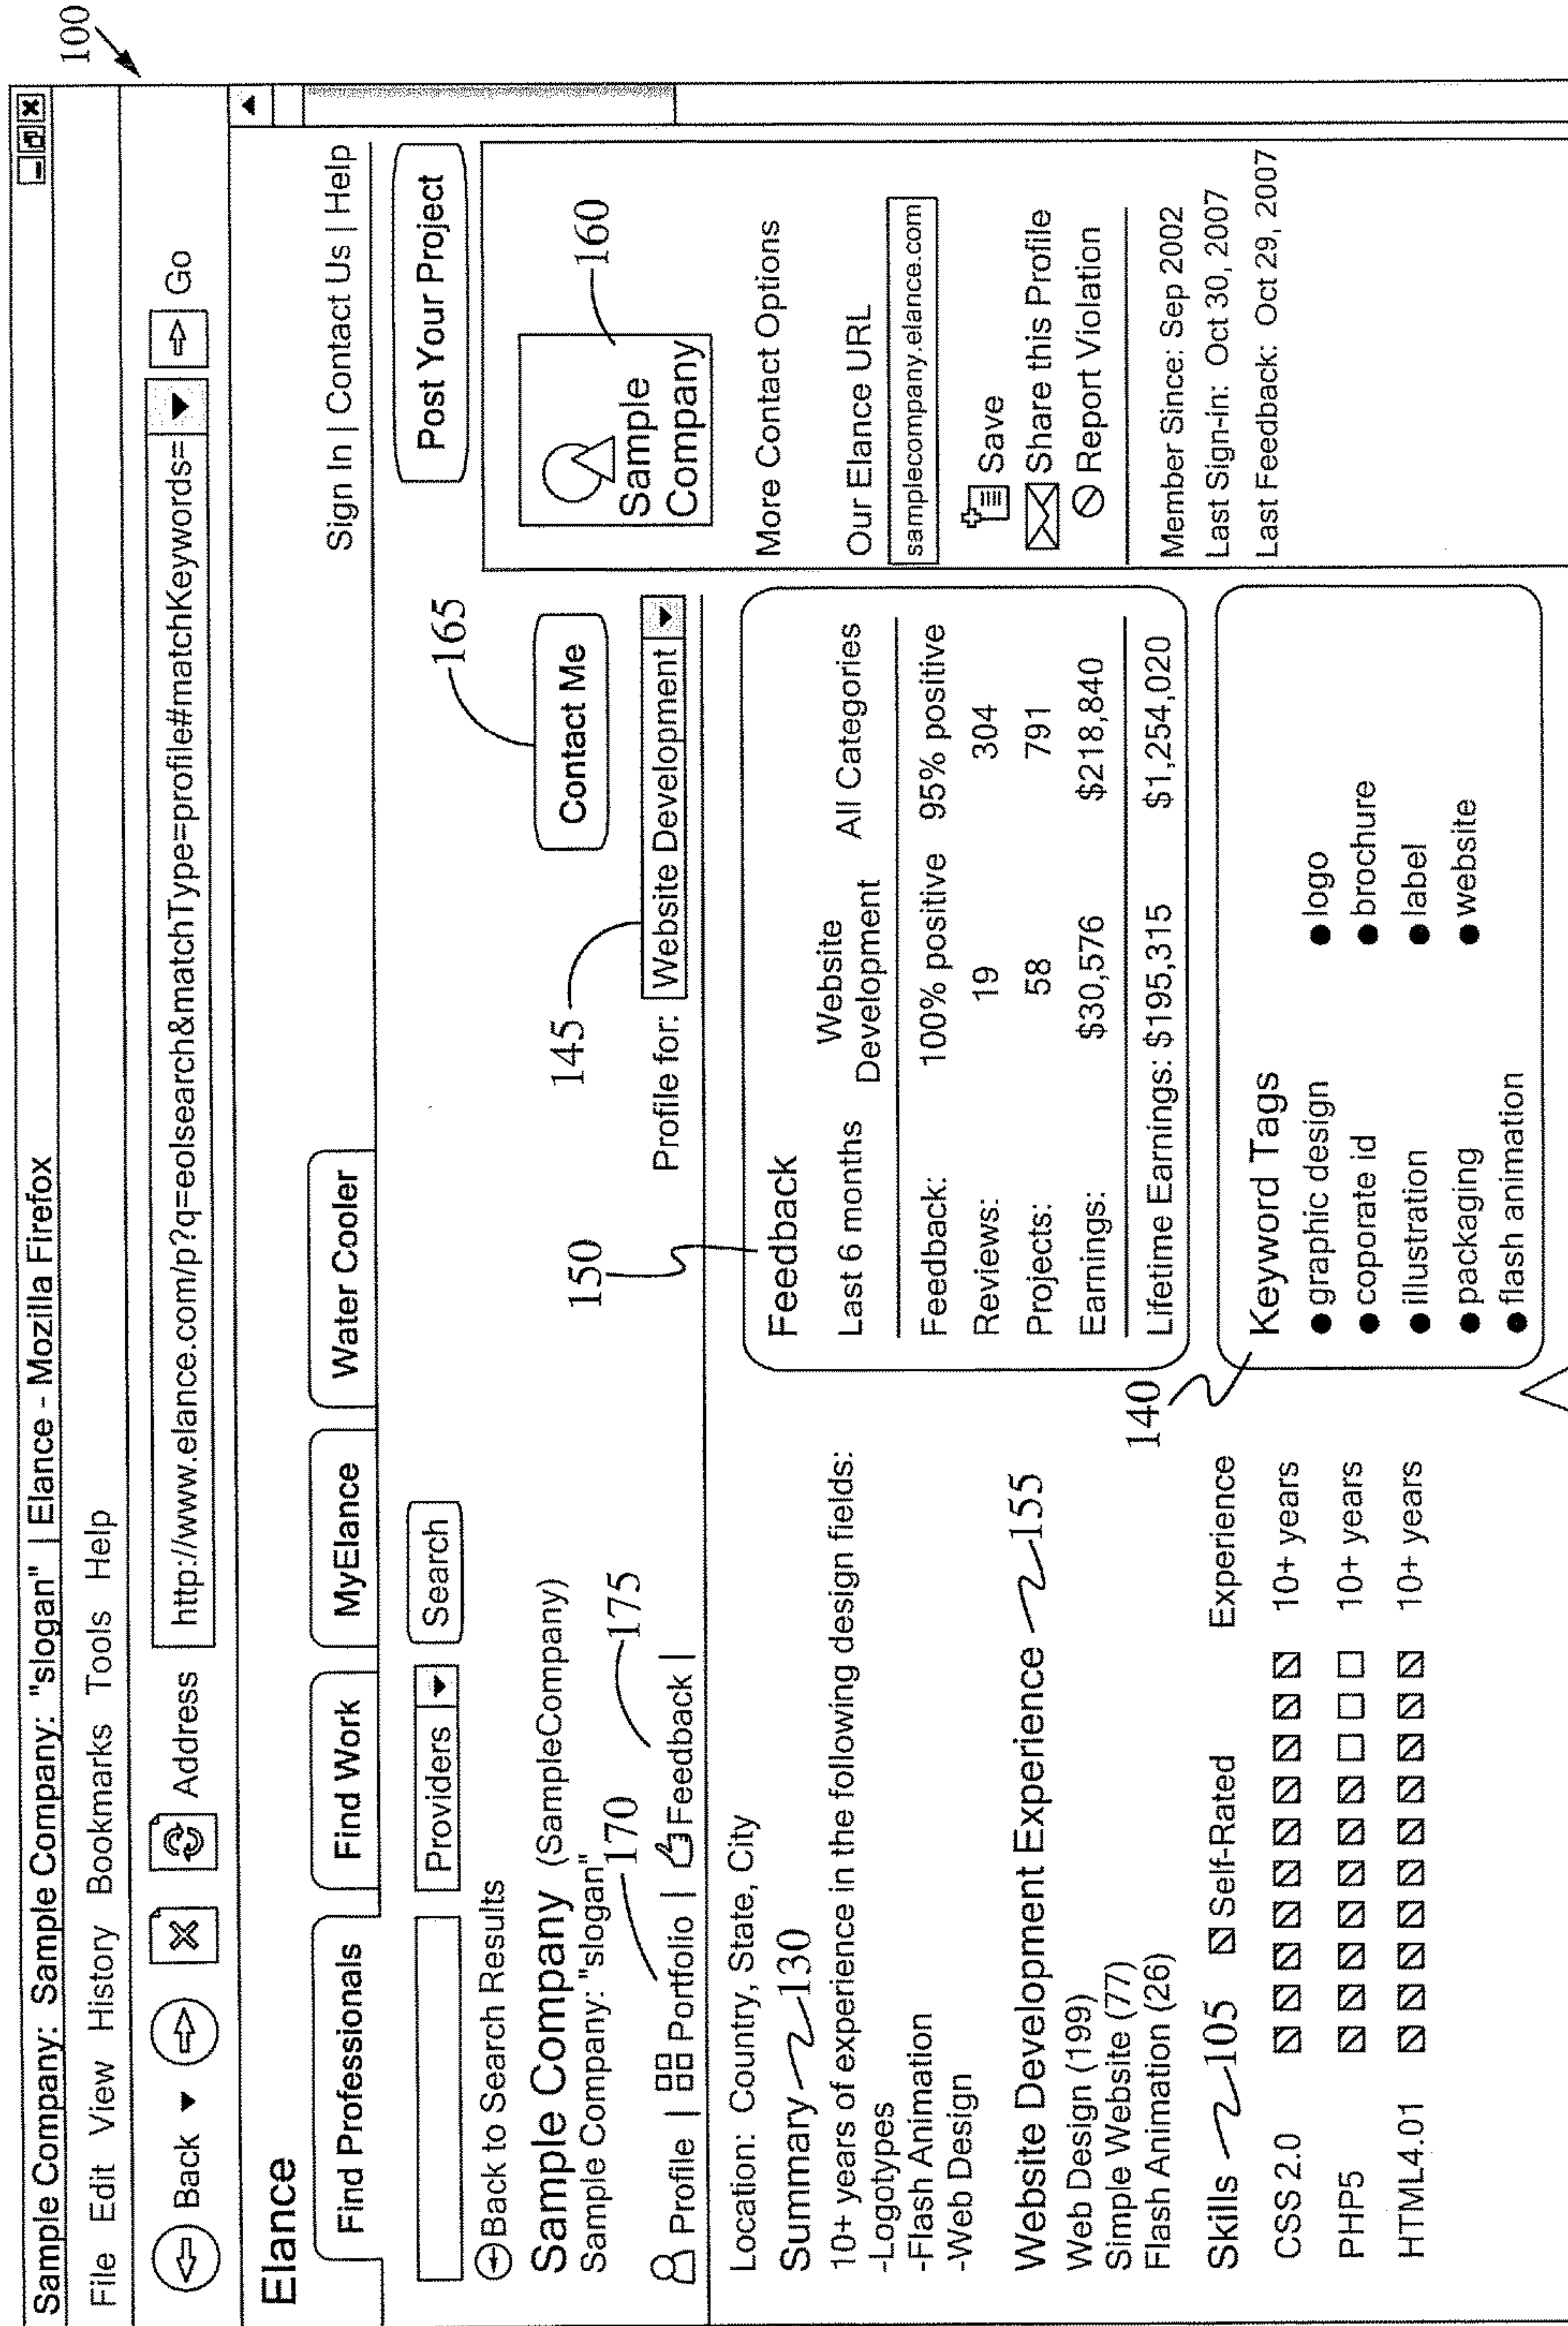 100
Sample Company: Sample Company: "slogan" | Elance - Mozilla Firefox
File Edit View History Bookmarks Tools Help
Back Address http://www.elance.com/p?q=eolsearch&matchType=profile#matchKeywords= Go
Elance
Sign In | Contact Us | Help
Find Professionals Find Work MyElance Water Cooler
Providers Search
Post Your Project
Back to Search Results
165
Sample Company (SampleCompany)
Sample Company: "slogan"
Contact Me
170 175
145
150
Profile | Portfolio | Feedback |
Profile for: Website Development
Sample
Company
160
More Contact Options
Our Elance URL
samplecompany.elance.com
Save
Share this Profile
Report Violation
Member Since: Sep 2002
Last Sign-in: Oct 30, 2007
Last Feedback: Oct 29, 2007
Location: Country, State, City
Summary 130
10+ years of experience in the following design fields:
-Logotypes
-Flash Animation
-Web Design
Website Development Experience 155
Web Design (199)
Simple Website (77)
Flash Animation (26)
Skills 105 Self-Rated Experience
CSS 2.0 10+ years
PHP5 10+ years
HTML4.01 10+ years
Feedback
Last 6 months Website Development All Categories
Feedback: 100% positive 95% positive
Reviews: 19 304
Projects: 58 791
Earnings: $30,576 $218,840
Lifetime Earnings: $195,315 $1,254,020
140
Keyword Tags
graphic design logo
coporate id brochure
illustration label
packaging website
flash animation